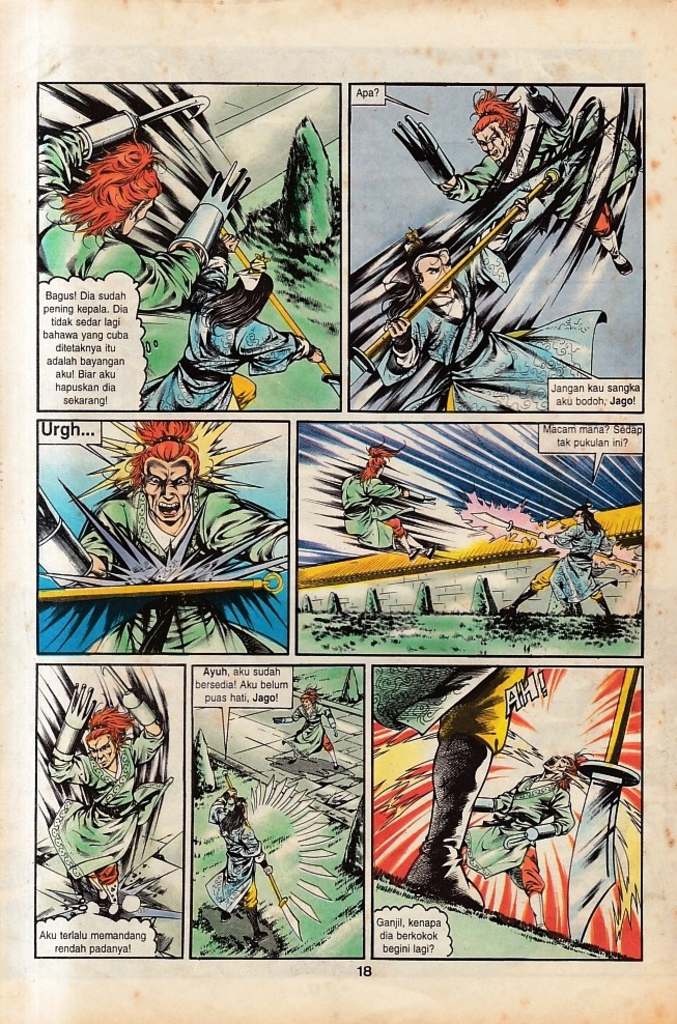 Bagus! Dia sudah
pening kepala. Dia
tidak sedar lagi
bahawa yang cuba
ditetaknya itu
adalah bayangan
aku! Biar aku
hapuskan dia
sekarang!
Apa?
Jangan kau sangka
aku bodoh, Jago!
Urgh...
Macam mana? Sedap
tak pukulan ini?
Aku terlalu memandang
rendah padanya!
Ayuh, aku sudah
bersedia! Aku belum
puas hati, Jago!
AH!
Ganjil, kenapa
dia berkokok
begini lagi?
18